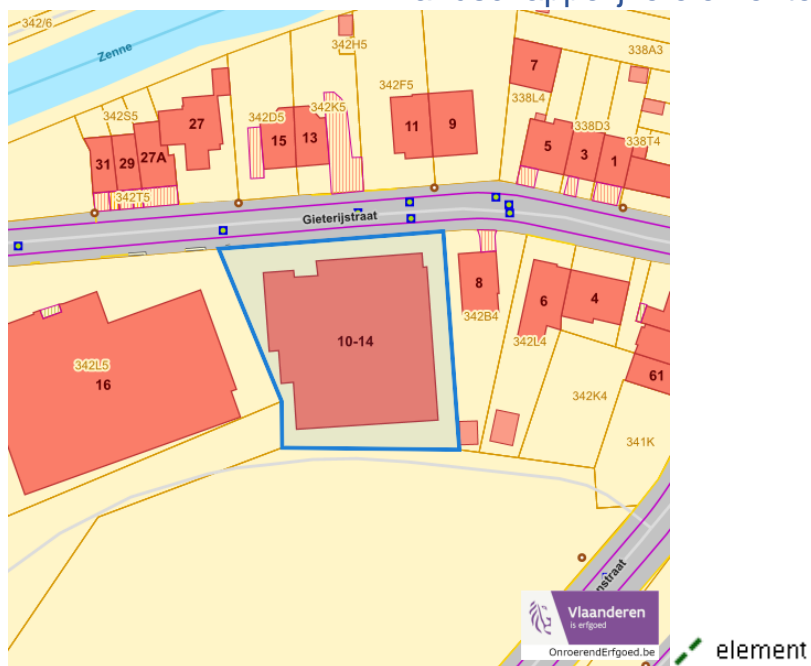 342/6
Zenne
342H5
338A3
7
342S5
27
342D5
342K5
342F5
338L4
15
13
11
9
338D3
338T4
31
29
27A
5
3
1
342T5
Gieterijstraat
8
6
4
342B4
10-14
342L4
342L5
16
61
342K4
341K
nstraat
Vlaanderen
is erfgoed
OnroerendErfgoed.be
element